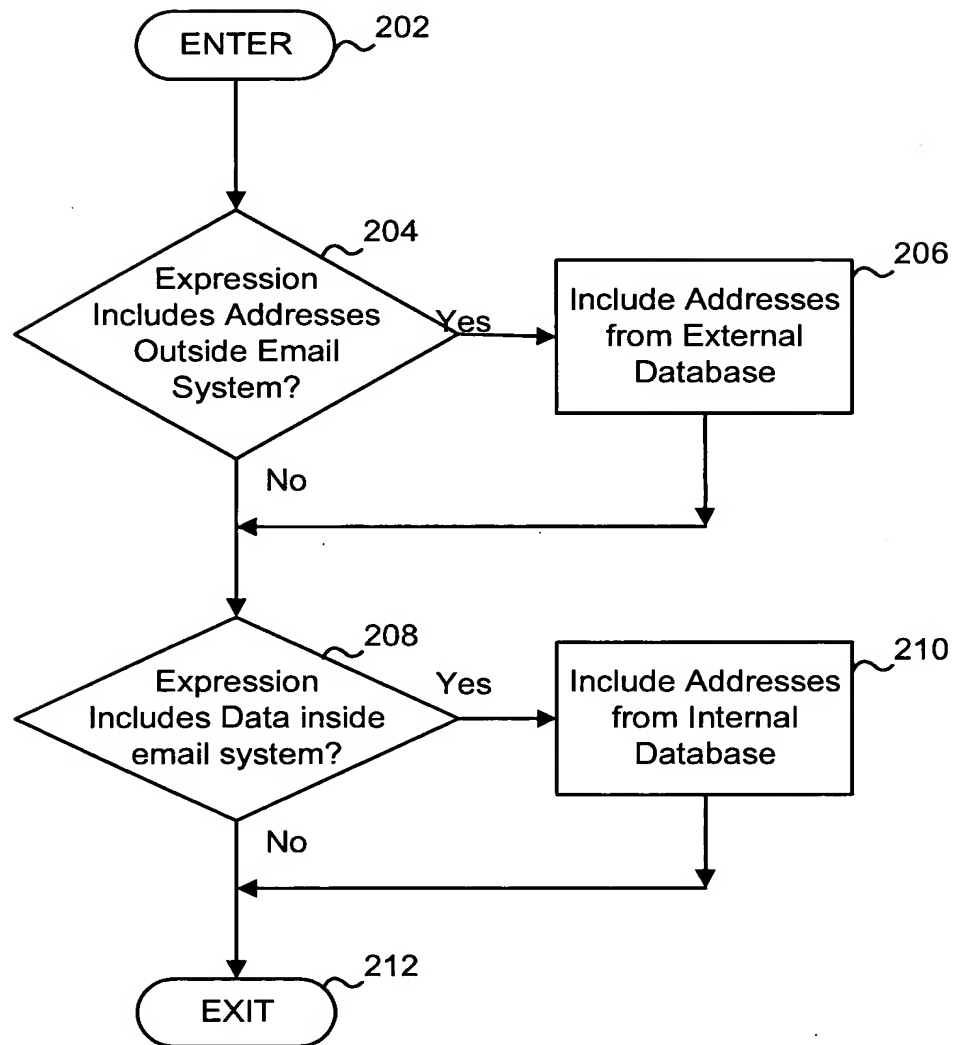 ENTER
202
204
Expression
Includes Addresses
Outside Email
System?
Yes
206
Include Addresses
from External
Database
No
208
Expression
Includes Data inside
email system?
Yes
210
Include Addresses
from Internal
Database
No
212
EXIT